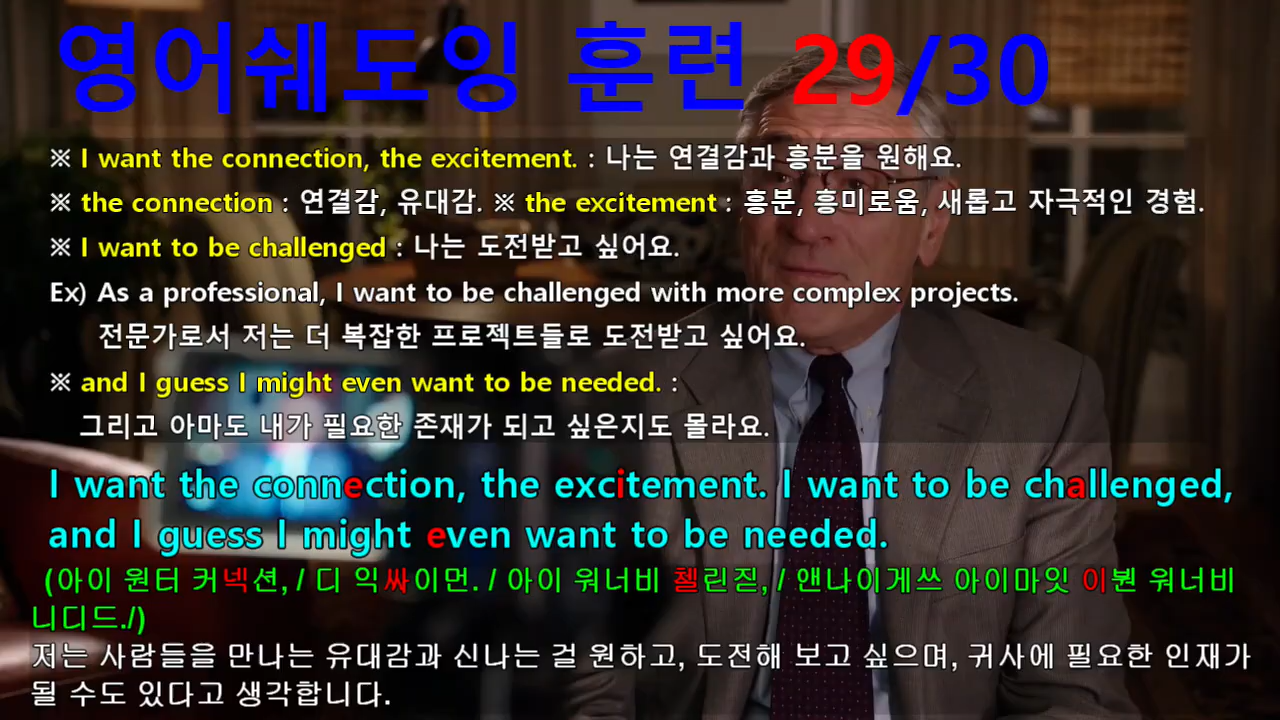 영어쉐도잉 훈련 29/30
※ I want the connection, the excitement. : 나는 연결감과 흥분을 원해요.
※ the connection : 연결감, 유대감. ※ the excitement : 흥분, 흥미로움, 새롭고 자극적인 경험.
※ I want to be challenged : 나는 도전받고 싶어요.
Ex) As a professional, I want to be challenged with more complex projects.
전문가로서 저는 더 복잡한 프로젝트들로 도전받고 싶어요.
※ and I guess I might even want to be needed. :
그리고 아마도 내가 필요한 존재가 되고 싶은지도 몰라요.
I want the connection, the excitement. I want to be challenged,
and I guess I might even want to be needed.
(아이 원터 커넥션, / 디 익싸이먼. / 아이 워너비 첼린짇, / 앤나이게쓰 아이마잇 이붠 워너비
니디드./)
저는 사람들을 만나는 유대감과 신나는 걸 원하고, 도전해 보고 싶으며, 귀사에 필요한 인재가
될 수도 있다고 생각합니다.